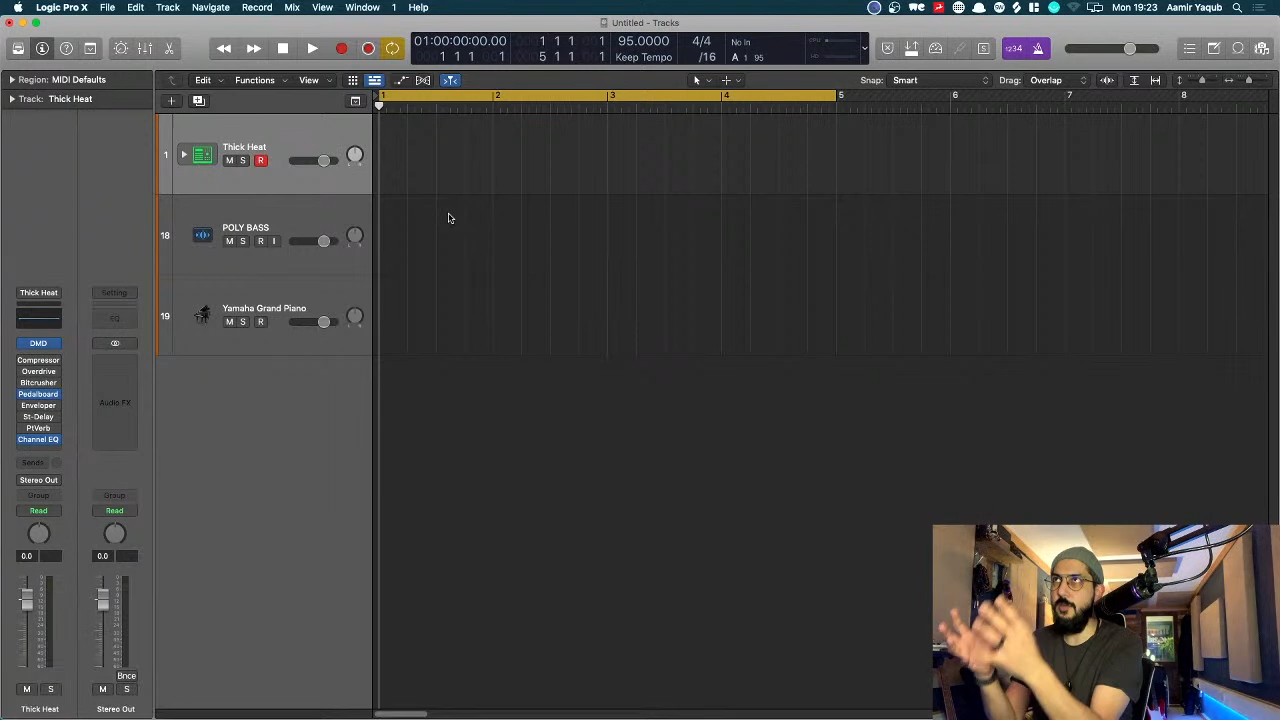 Logic Pro X File Edit Track Navigate Record Mix View Window 1 Help Mon 19:23 Aamir Yaqub
Untitled - Tracks
01:00:00:00.00 1 1 1 1 95.0000 4/4 No In CPU
1 1 1 1 5 1 1 1 Keep Tempo /16 A 1 95
1234
Region: MIDI Defaults
Edit Functions View Snap: Smart Drag: Overlap
Track: Thick Heat
1 2 3 4 5 6 7 8
1 Thick Heat
M S R
18 POLY BASS
M S R I
19 Yamaha Grand Piano
M S R
Thick Heat Setting
EQ
DMD
Compressor
Overdrive
Bitcrusher
Pedalboard
Enveloper
St-Delay
PtVerb
Channel EQ
Audio FX
Sends
Stereo Out
Group Group
Read Read
0.0 0.0
Bnce
M S M S
Thick Heat Stereo Out